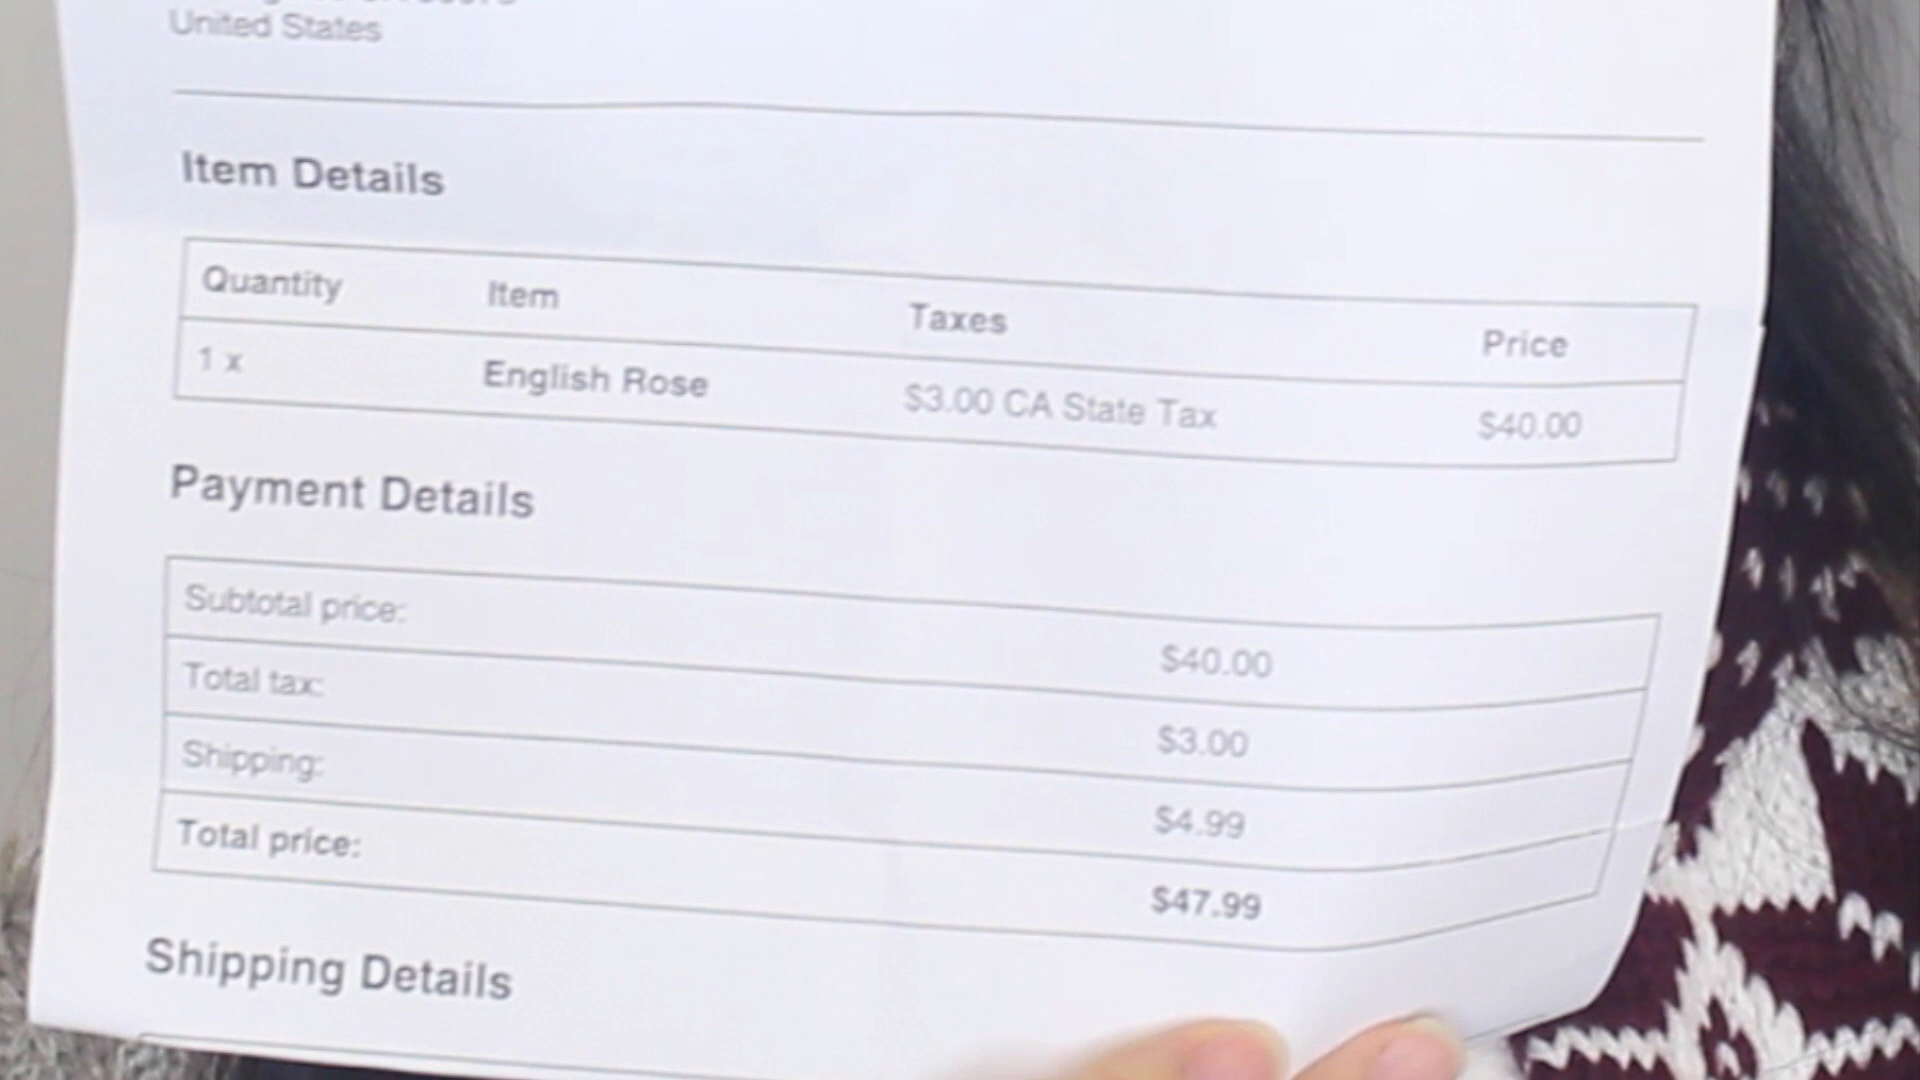 United States
Item Details
Quantity Item Taxes Price
1 x English Rose $3.00 CA State Tax $40.00
Payment Details
Subtotal price: $40.00
Total tax: $3.00
Shipping: $4.99
Total price: $47.99
Shipping Details